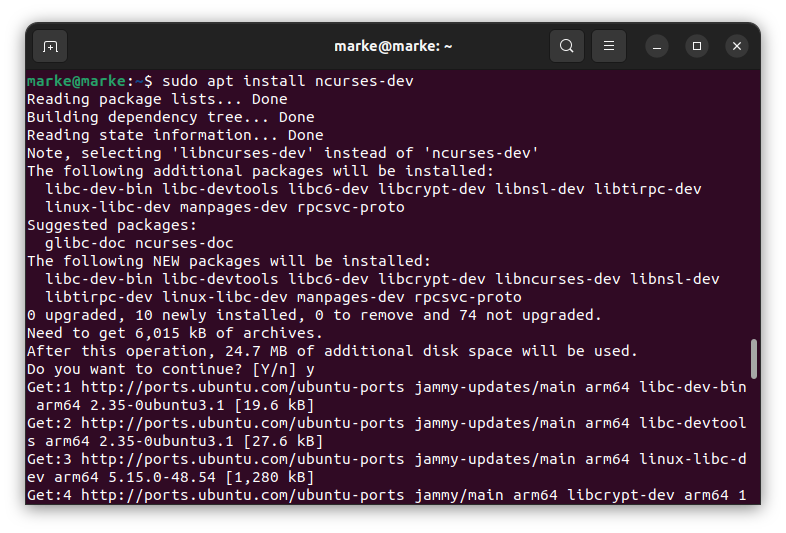 marke@marke: ~
marke@marke:~$ sudo apt install ncurses-dev
Reading package lists... Done
Building dependency tree... Done
Reading state information... Done
Note, selecting 'libncurses-dev' instead of 'ncurses-dev'
The following additional packages will be installed:
  libc-dev-bin libc-devtools libc6-dev libcrypt-dev libnsl-dev libtirpc-dev
  linux-libc-dev manpages-dev rpcsvc-proto
Suggested packages:
  glibc-doc ncurses-doc
The following NEW packages will be installed:
  libc-dev-bin libc-devtools libc6-dev libcrypt-dev libncurses-dev libnsl-dev
  libtirpc-dev linux-libc-dev manpages-dev rpcsvc-proto
0 upgraded, 10 newly installed, 0 to remove and 74 not upgraded.
Need to get 6,015 kB of archives.
After this operation, 24.7 MB of additional disk space will be used.
Do you want to continue? [Y/n] y
Get:1 http://ports.ubuntu.com/ubuntu-ports jammy-updates/main arm64 libc-dev-bin
 arm64 2.35-0ubuntu3.1 [19.6 kB]
Get:2 http://ports.ubuntu.com/ubuntu-ports jammy-updates/main arm64 libc-devtool
s arm64 2.35-0ubuntu3.1 [27.6 kB]
Get:3 http://ports.ubuntu.com/ubuntu-ports jammy-updates/main arm64 linux-libc-d
ev arm64 5.15.0-48.54 [1,280 kB]
Get:4 http://ports.ubuntu.com/ubuntu-ports jammy/main arm64 libcrypt-dev arm64 1